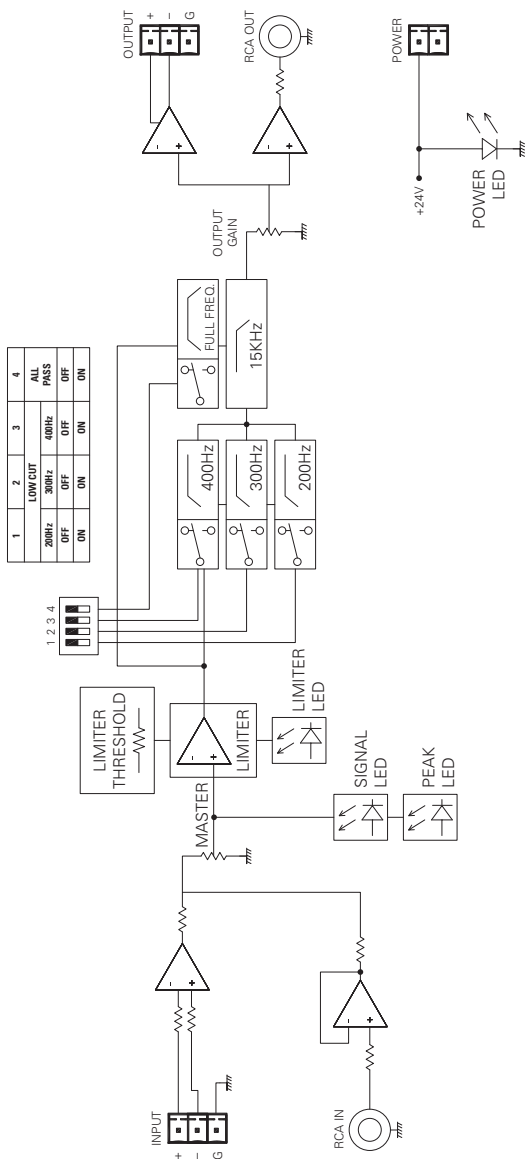 INPUT
+
−
G
RCA IN
-
+
-
+
MASTER
SIGNAL
LED
PEAK
LED
LIMITER
THRESHOLD
-
+
LIMITER
LIMITER
LED
1 2 3 4
1 2 3 4
LOW CUT ALL
PASS
200Hz 300Hz 400Hz
OFF OFF OFF OFF
ON ON ON ON
400Hz
300Hz
200Hz
FULL FREQ.
15KHz
OUTPUT
GAIN
-
+
-
+
OUTPUT
+
−
G
RCA OUT
POWER
+24V
POWER
LED